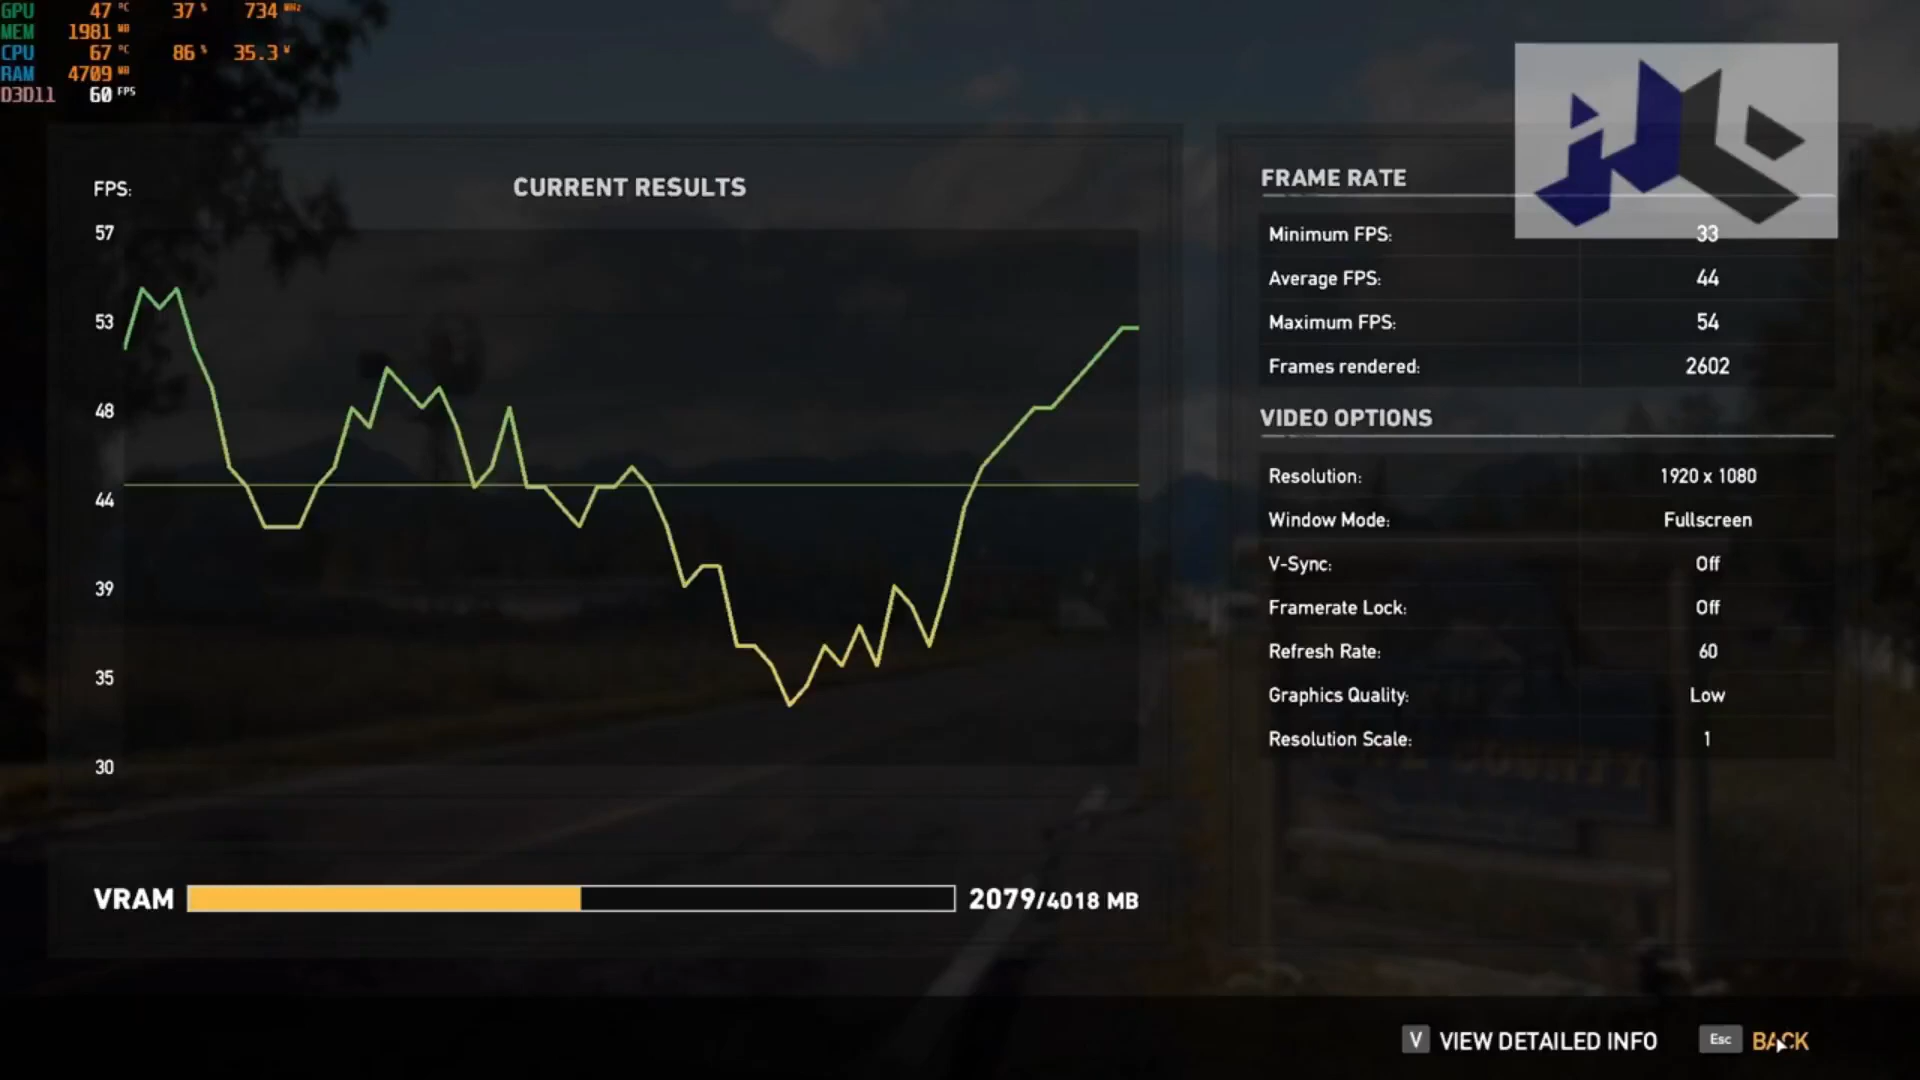 GPU 47 °C 37 % 734 MHz
MEM 1981 MB
CPU 67 °C 86 % 35.3 W
RAM 4709 MB
D3D11 60 FPS
FPS:
CURRENT RESULTS
57
53
48
44
39
35
30
VRAM 2079/4018 MB
FRAME RATE
Minimum FPS: 33
Average FPS: 44
Maximum FPS: 54
Frames rendered: 2602
VIDEO OPTIONS
Resolution: 1920 x 1080
Window Mode: Fullscreen
V-Sync: Off
Framerate Lock: Off
Refresh Rate: 60
Graphics Quality: Low
Resolution Scale: 1
V VIEW DETAILED INFO Esc BACK